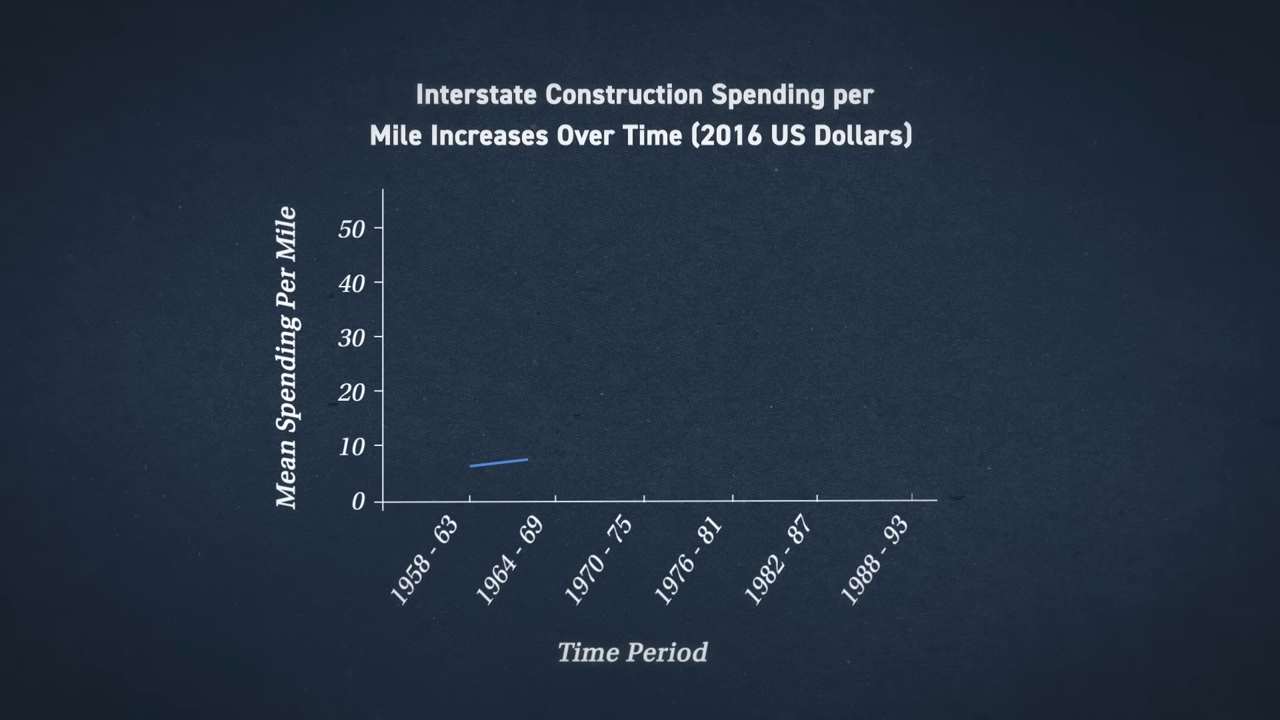 Interstate Construction Spending per
Mile Increases Over Time (2016 US Dollars)
Mean Spending Per Mile
50
40
30
20
10
0
1958 - 63
1964 - 69
1970 - 75
1976 - 81
1982 - 87
1988 - 93
Time Period